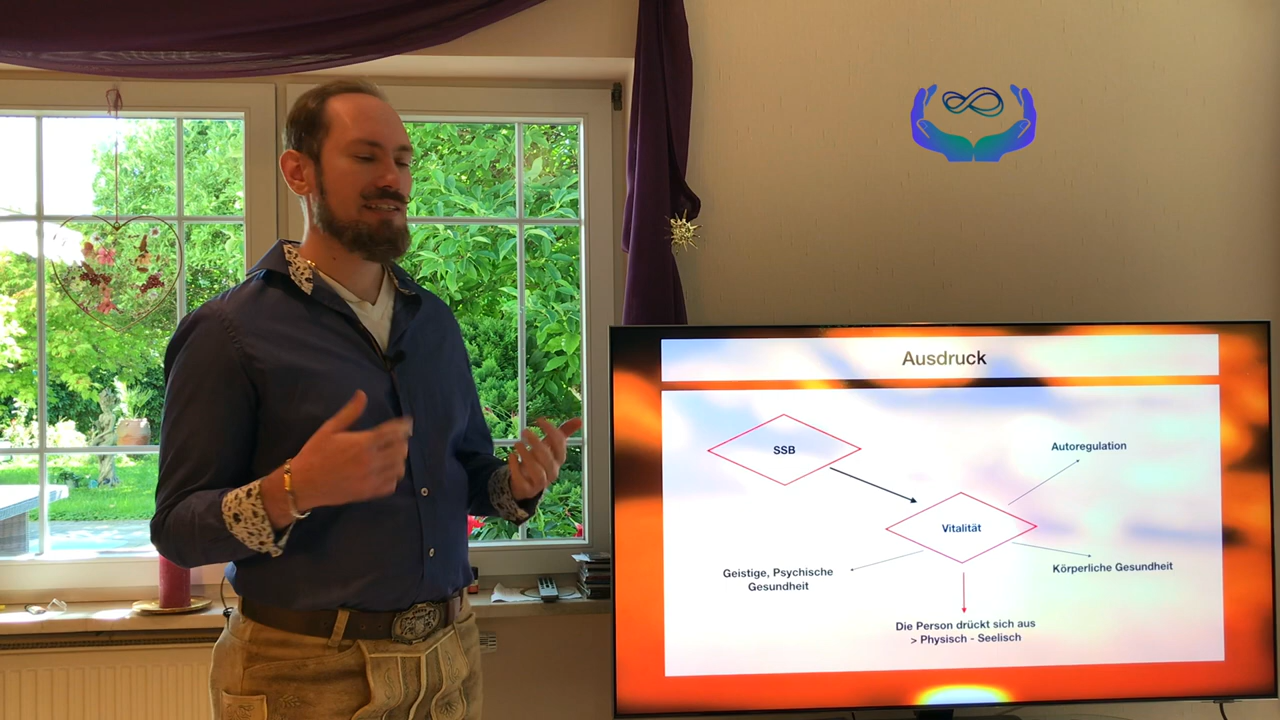 Ausdruck
SSB
Autoregulation
Vitalität
Geistige, Psychische
Gesundheit
Körperliche Gesundheit
Die Person drückt sich aus
> Physisch - Seelisch